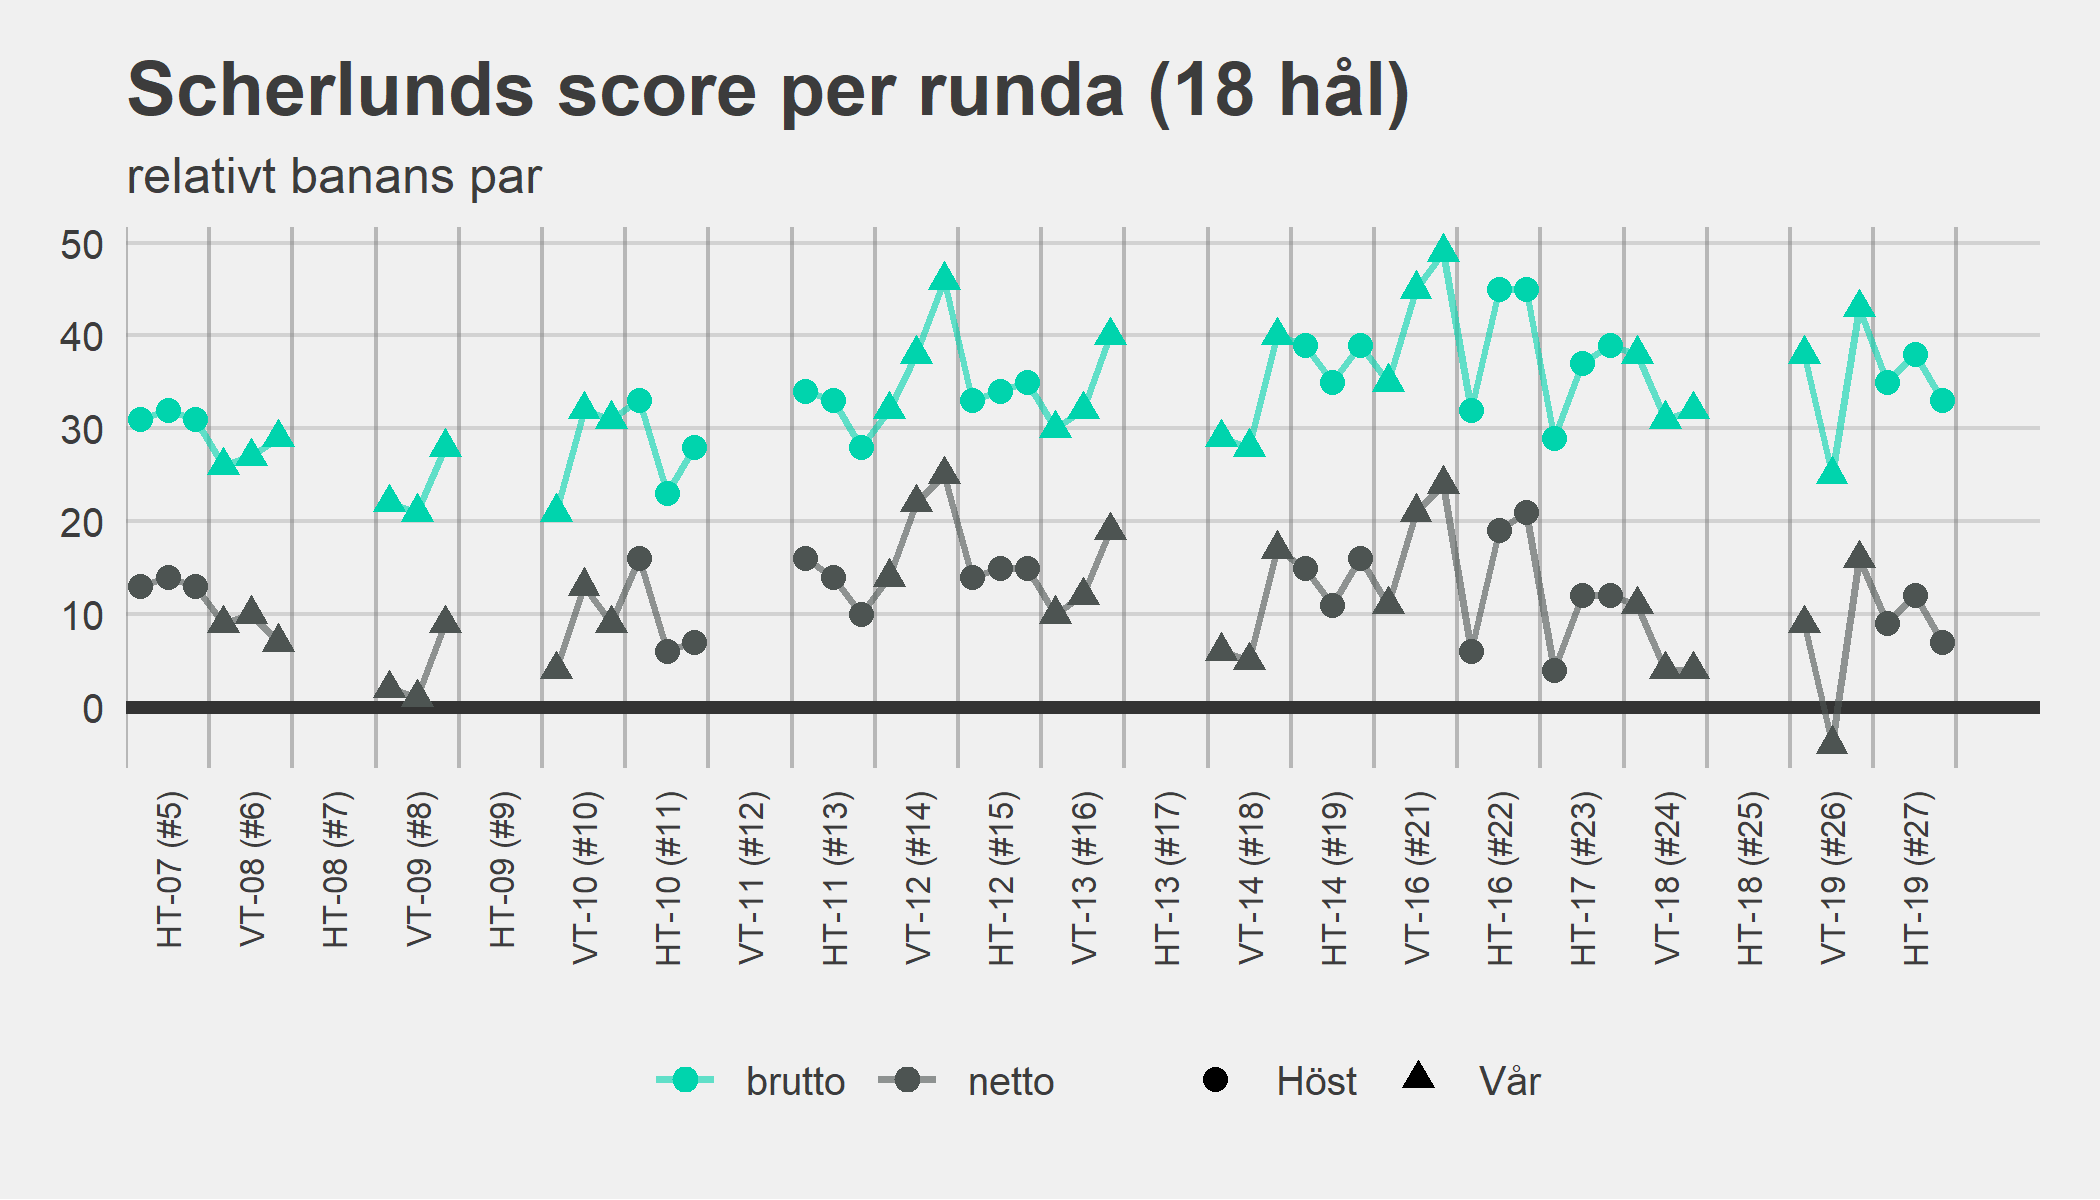 Scherlunds score per runda (18 hål)
relativt banans par
50
40
30
20
10
0
HT-07 (#5)
VT-08 (#6)
HT-08 (#7)
VT-09 (#8)
HT-09 (#9)
VT-10 (#10)
HT-10 (#11)
VT-11 (#12)
HT-11 (#13)
VT-12 (#14)
HT-12 (#15)
VT-13 (#16)
HT-13 (#17)
VT-14 (#18)
HT-14 (#19)
VT-16 (#21)
HT-16 (#22)
HT-17 (#23)
VT-18 (#24)
HT-18 (#25)
VT-19 (#26)
HT-19 (#27)
brutto netto Höst Vår